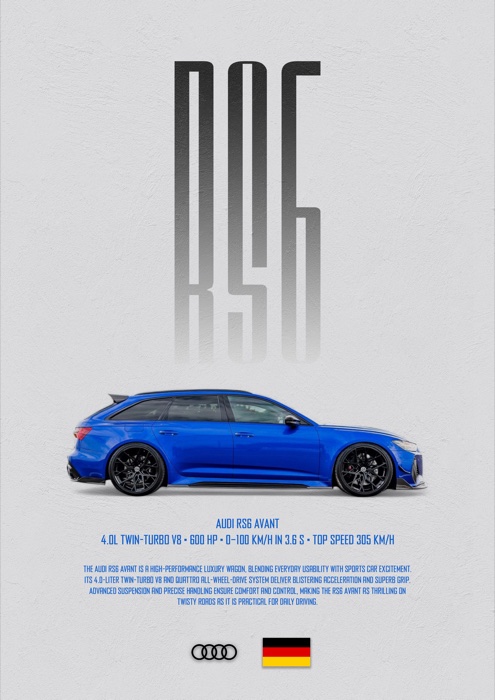 RS6
AUDI RS6 AVANT
4.0L TWIN-TURBO V8 • 600 HP • 0-100 KM/H IN 3.6 S • TOP SPEED 305 KM/H
THE AUDI RS6 AVANT IS A HIGH-PERFORMANCE LUXURY WAGON, BLENDING EVERYDAY USABILITY WITH SPORTS CAR EXCITEMENT.
ITS 4.0-LITER TWIN-TURBO V8 AND QUATTRO ALL-WHEEL-DRIVE SYSTEM DELIVER BLISTERING ACCELERATION AND SUPERB GRIP.
ADVANCED SUSPENSION AND PRECISE HANDLING ENSURE COMFORT AND CONTROL, MAKING THE RS6 AVANT AS THRILLING ON
TWISTY ROADS AS IT IS PRACTICAL FOR DAILY DRIVING.